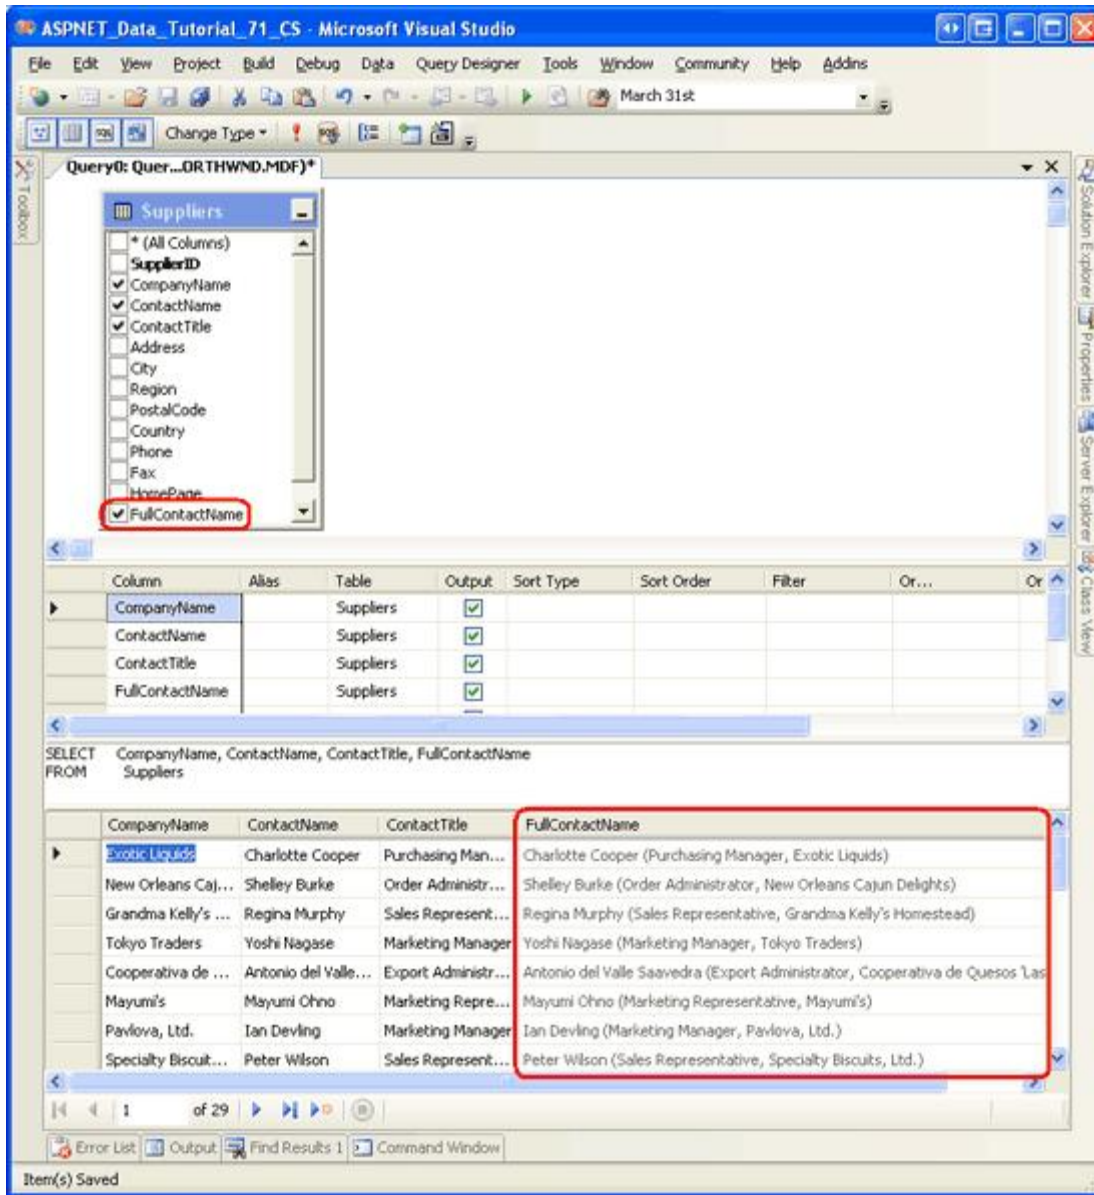 ASPNET_Data_Tutorial_71_CS - Microsoft Visual Studio
File Edit View Project Build Debug Data Query Designer Tools Window Community Help Addins
March 31st
Change Type
Toolbox
Query0: Quer...ORTHWND.MDF)*
Suppliers
* (All Columns)
SupplierID
CompanyName
ContactName
ContactTitle
Address
City
Region
PostalCode
Country
Phone
Fax
HomePage
FullContactName
Solution Explorer
Properties
Server Explorer
Class View
Column Alias Table Output Sort Type Sort Order Filter Or... Or
CompanyName Suppliers
ContactName Suppliers
ContactTitle Suppliers
FullContactName Suppliers
SELECT CompanyName, ContactName, ContactTitle, FullContactName
FROM Suppliers
CompanyName ContactName ContactTitle FullContactName
Exotic Liquids Charlotte Cooper Purchasing Man... Charlotte Cooper (Purchasing Manager, Exotic Liquids)
New Orleans Caj... Shelley Burke Order Administr... Shelley Burke (Order Administrator, New Orleans Cajun Delights)
Grandma Kelly's ... Regina Murphy Sales Represent... Regina Murphy (Sales Representative, Grandma Kelly's Homestead)
Tokyo Traders Yoshi Nagase Marketing Manager Yoshi Nagase (Marketing Manager, Tokyo Traders)
Cooperativa de ... Antonio del Valle... Export Administr... Antonio del Valle Saavedra (Export Administrator, Cooperativa de Quesos 'Las
Mayumi's Mayumi Ohno Marketing Repre... Mayumi Ohno (Marketing Representative, Mayumi's)
Pavlova, Ltd. Ian Devling Marketing Manager Ian Devling (Marketing Manager, Pavlova, Ltd.)
Specialty Biscuit... Peter Wilson Sales Represent... Peter Wilson (Sales Representative, Specialty Biscuits, Ltd.)
1 of 29
Error List Output Find Results 1 Command Window
Item(s) Saved